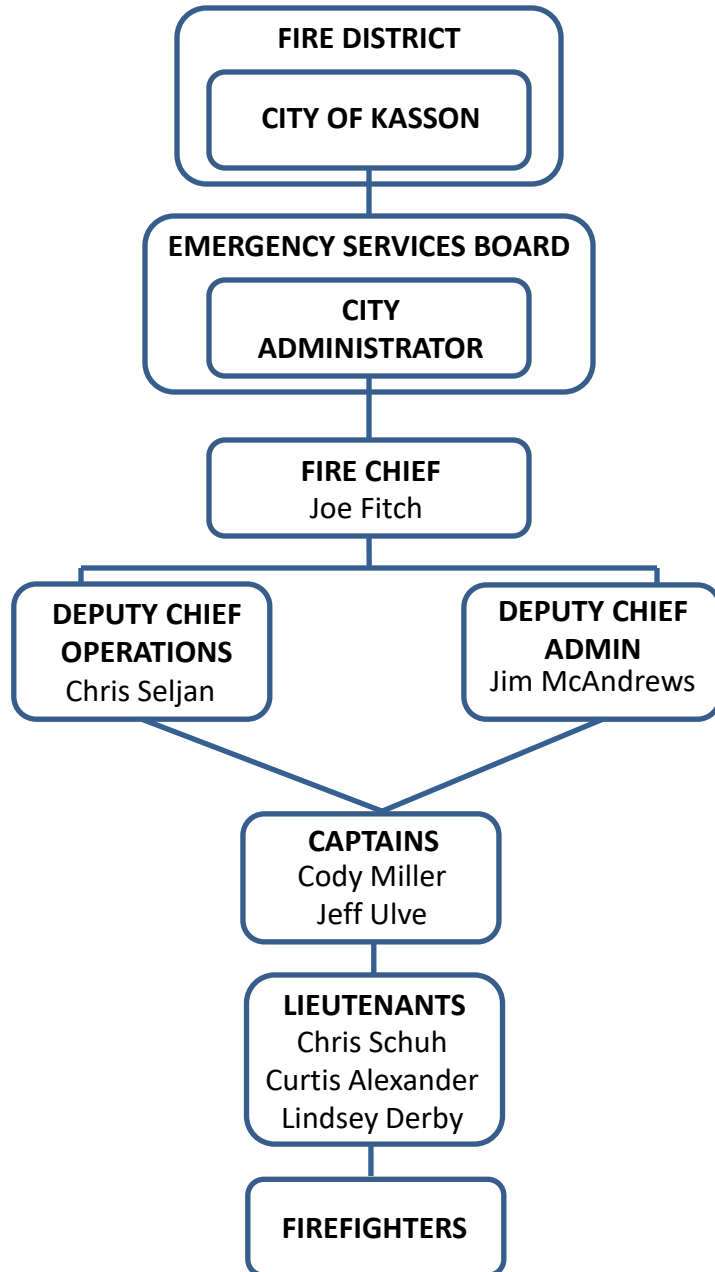 FIRE DISTRICT
CITY OF KASSON
EMERGENCY SERVICES BOARD
CITY
ADMINISTRATOR
FIRE CHIEF
Joe Fitch
DEPUTY CHIEF
OPERATIONS
Chris Seljan
DEPUTY CHIEF
ADMIN
Jim McAndrews
CAPTAINS
Cody Miller
Jeff Ulve
LIEUTENANTS
Chris Schuh
Curtis Alexander
Lindsey Derby
FIREFIGHTERS